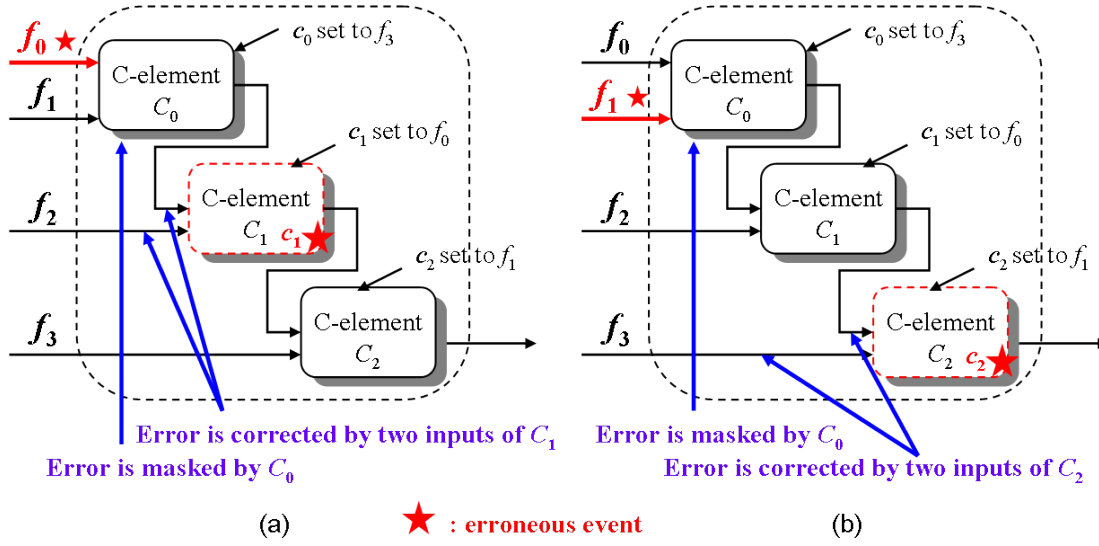 f0 ★
f1
f2
f3
C-element
C0
c0 set to f3
C-element
C1
c1 ★
c1 set to f0
C-element
C2
c2 set to f1
Error is corrected by two inputs of C1
Error is masked by C0
(a)
f0
f1 ★
f2
f3
C-element
C0
c0 set to f3
C-element
C1
c1 set to f0
C-element
C2
c2 ★
c2 set to f1
Error is masked by C0
Error is corrected by two inputs of C2
(b)
★ : erroneous event